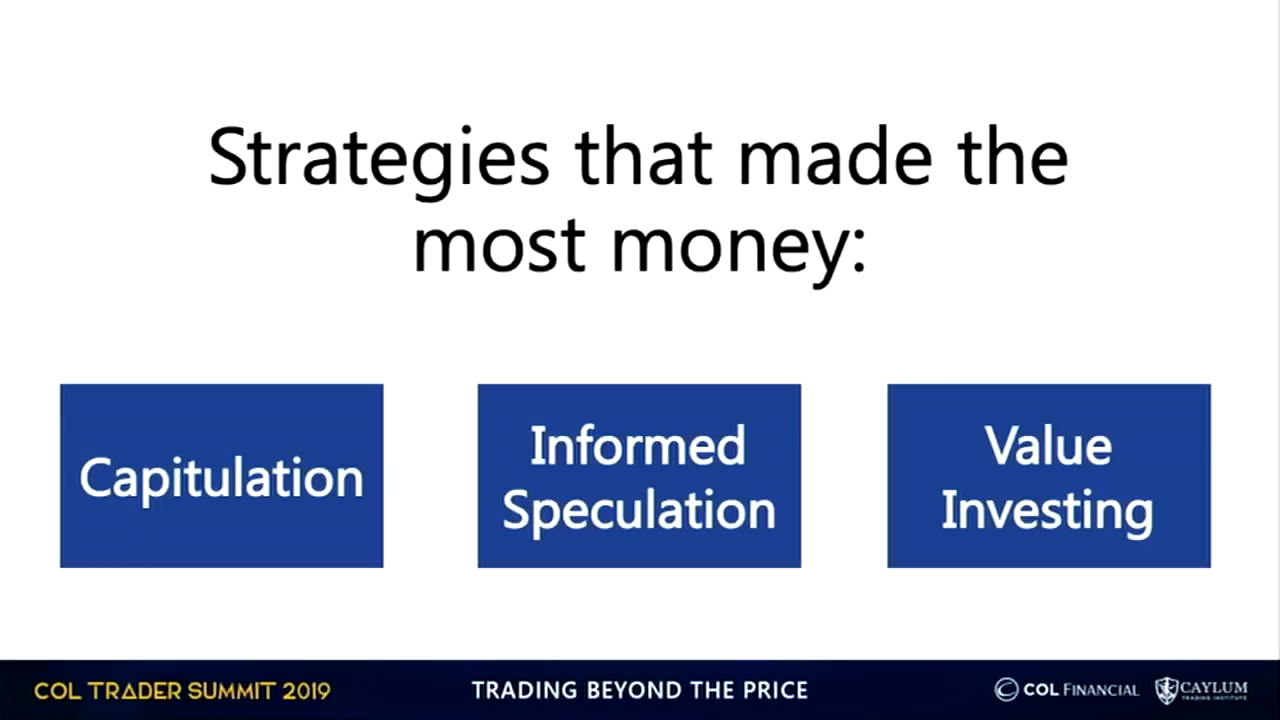 Strategies that made the
most money:
Capitulation
Informed
Speculation
Value
Investing
COL TRADER SUMMIT 2019
TRADING BEYOND THE PRICE
COL FINANCIAL
CAYLUM
TRADING INSTITUTE